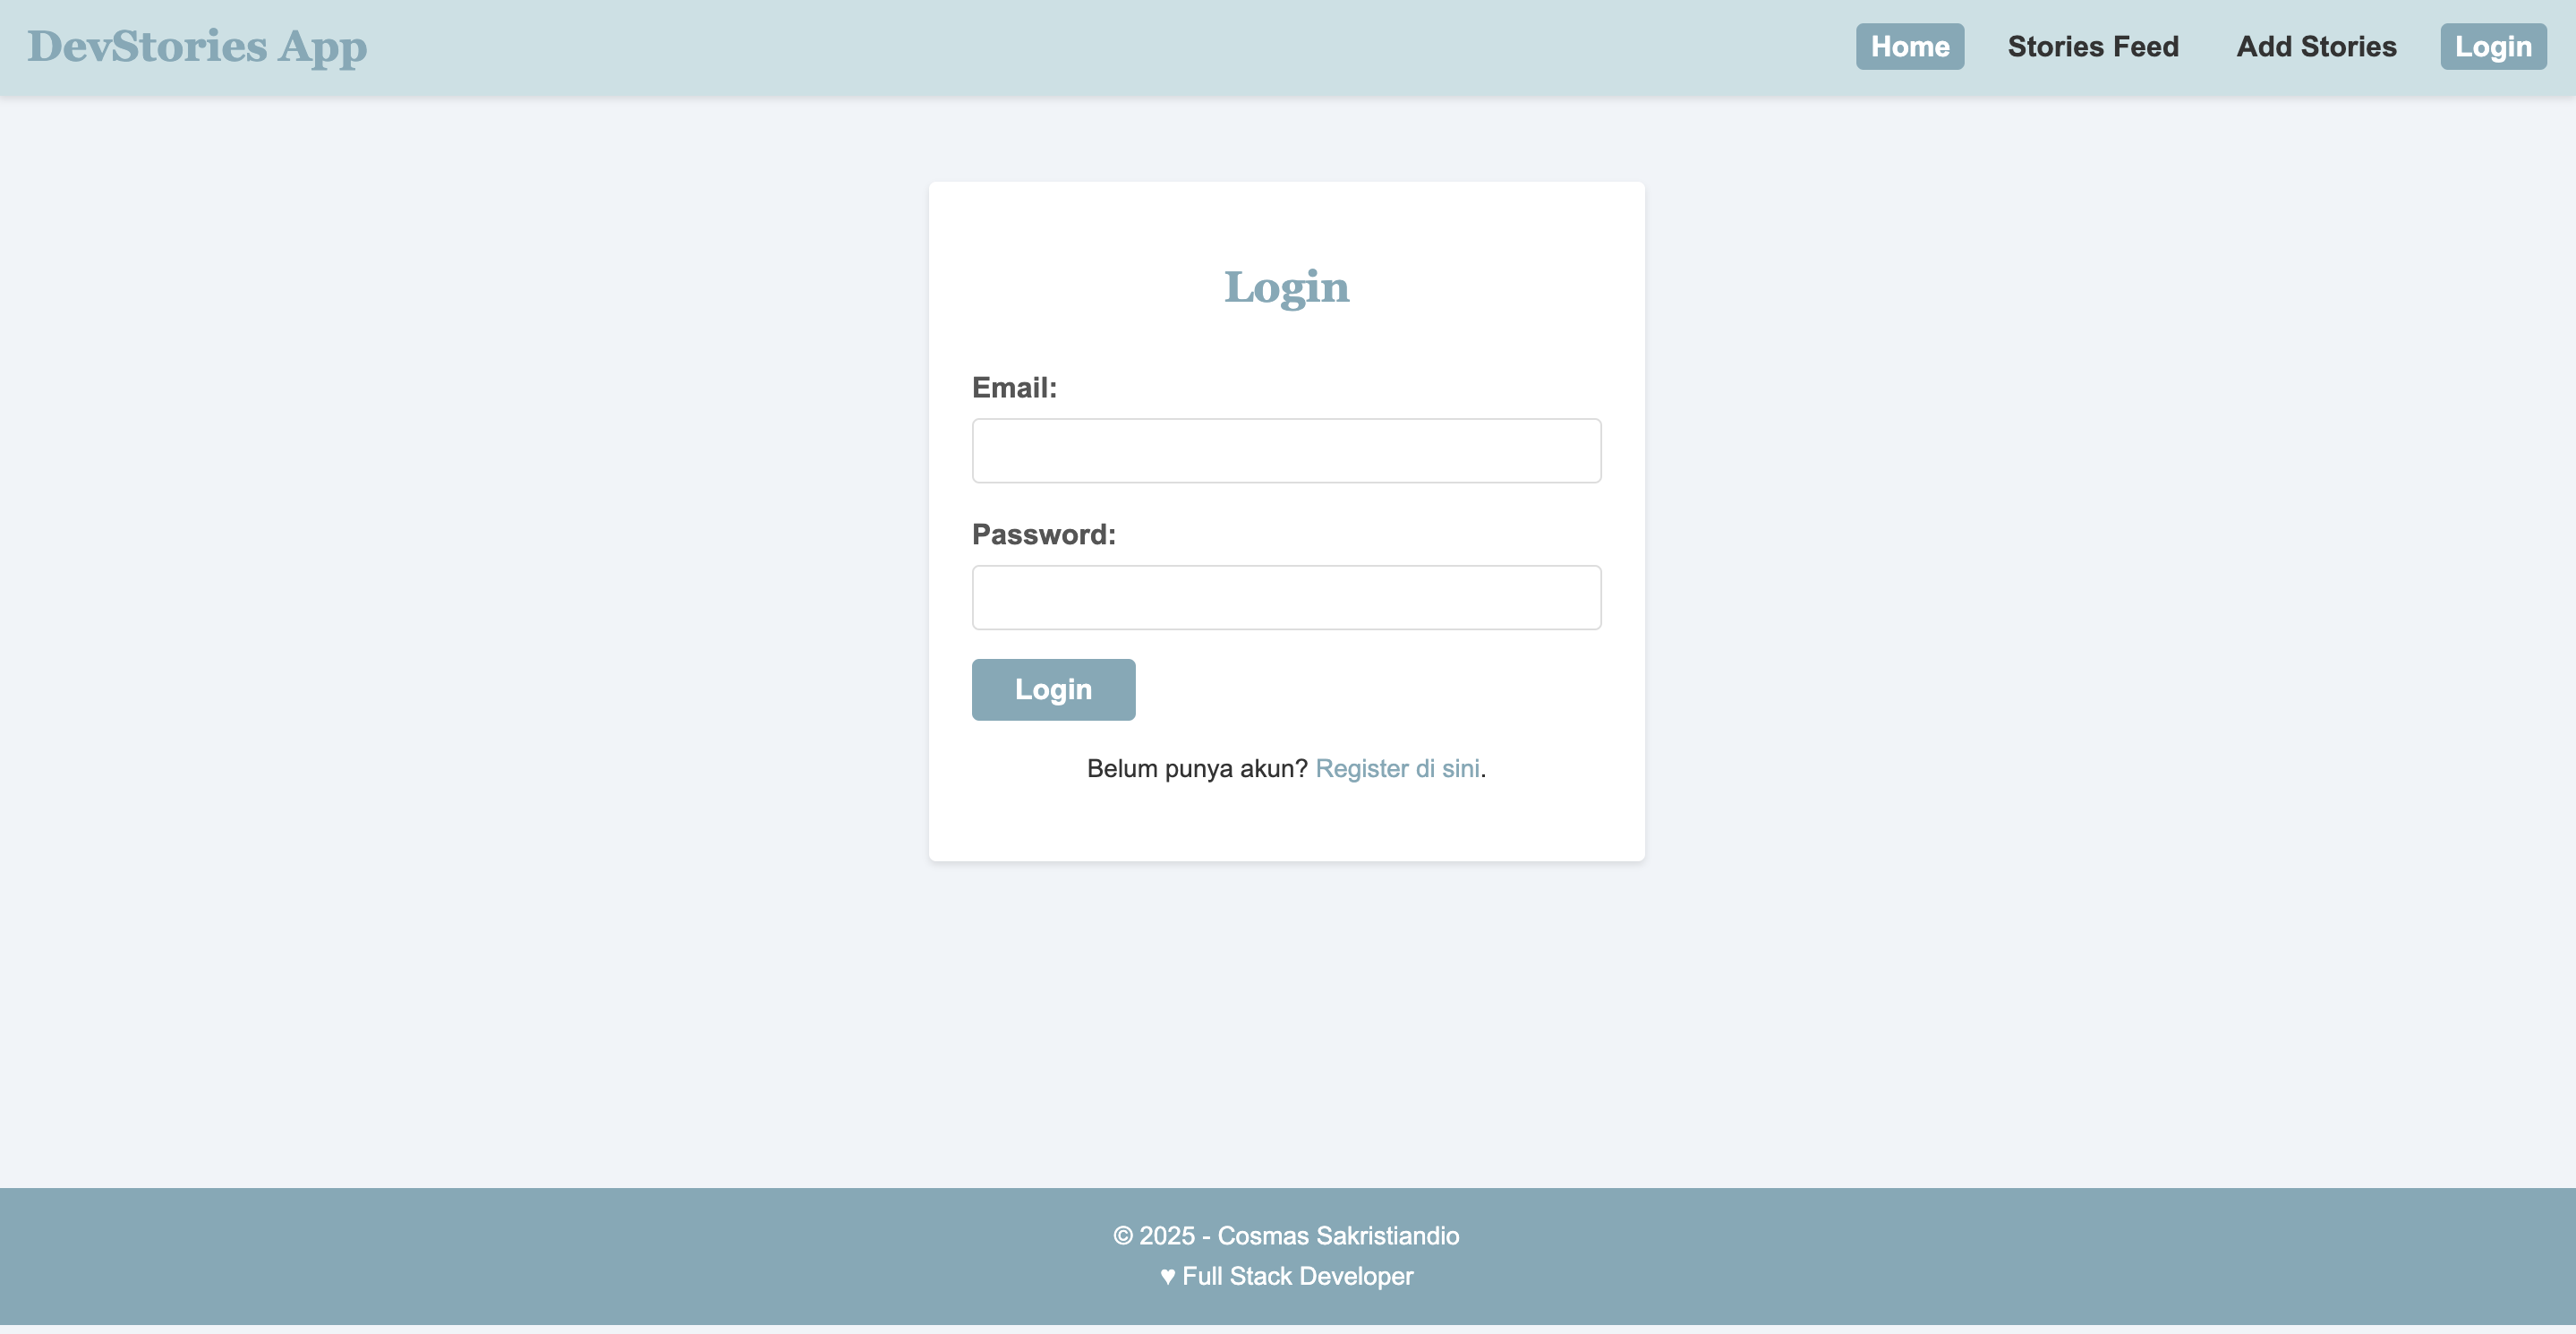 DevStories App
Home Stories Feed Add Stories Login
Login
Email:
Password:
Login
Belum punya akun? Register di sini.
© 2025 - Cosmas Sakristiandio
♥ Full Stack Developer